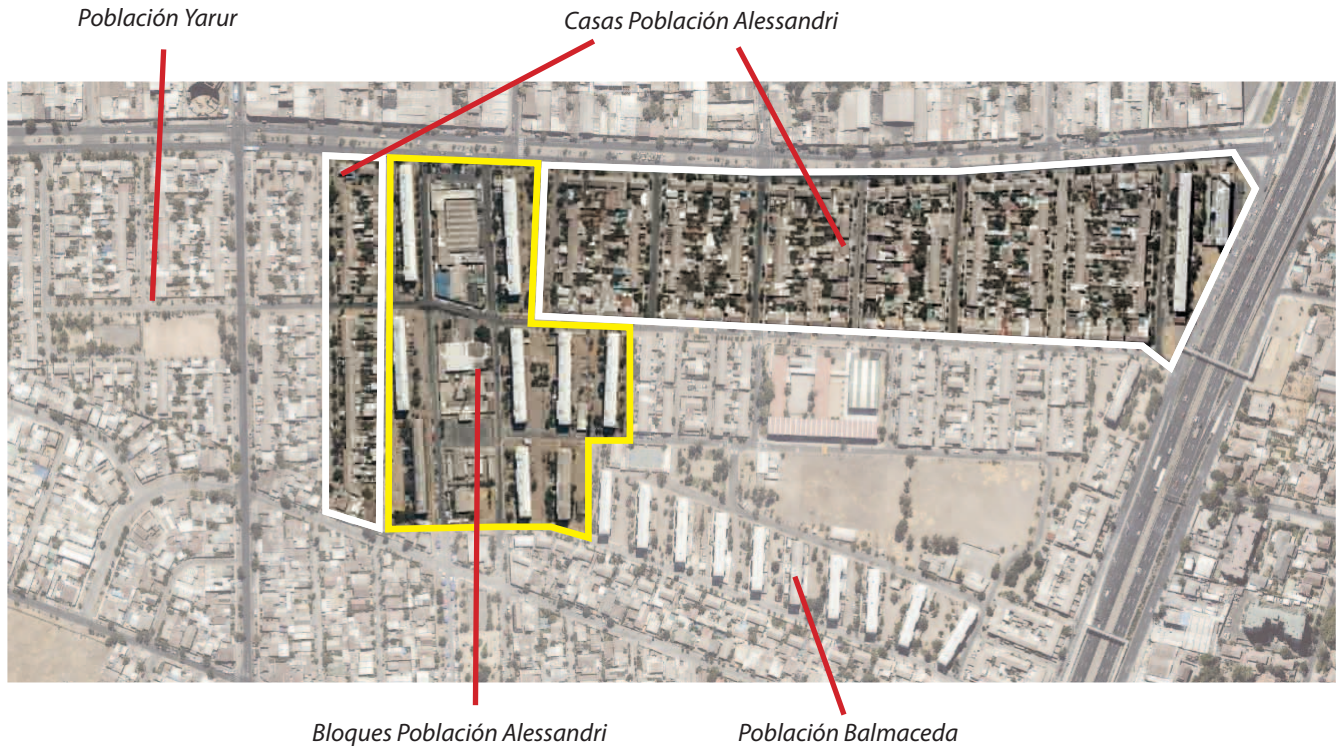 Población Yarur
Casas Población Alessandri
Bloques Población Alessandri
Población Balmaceda